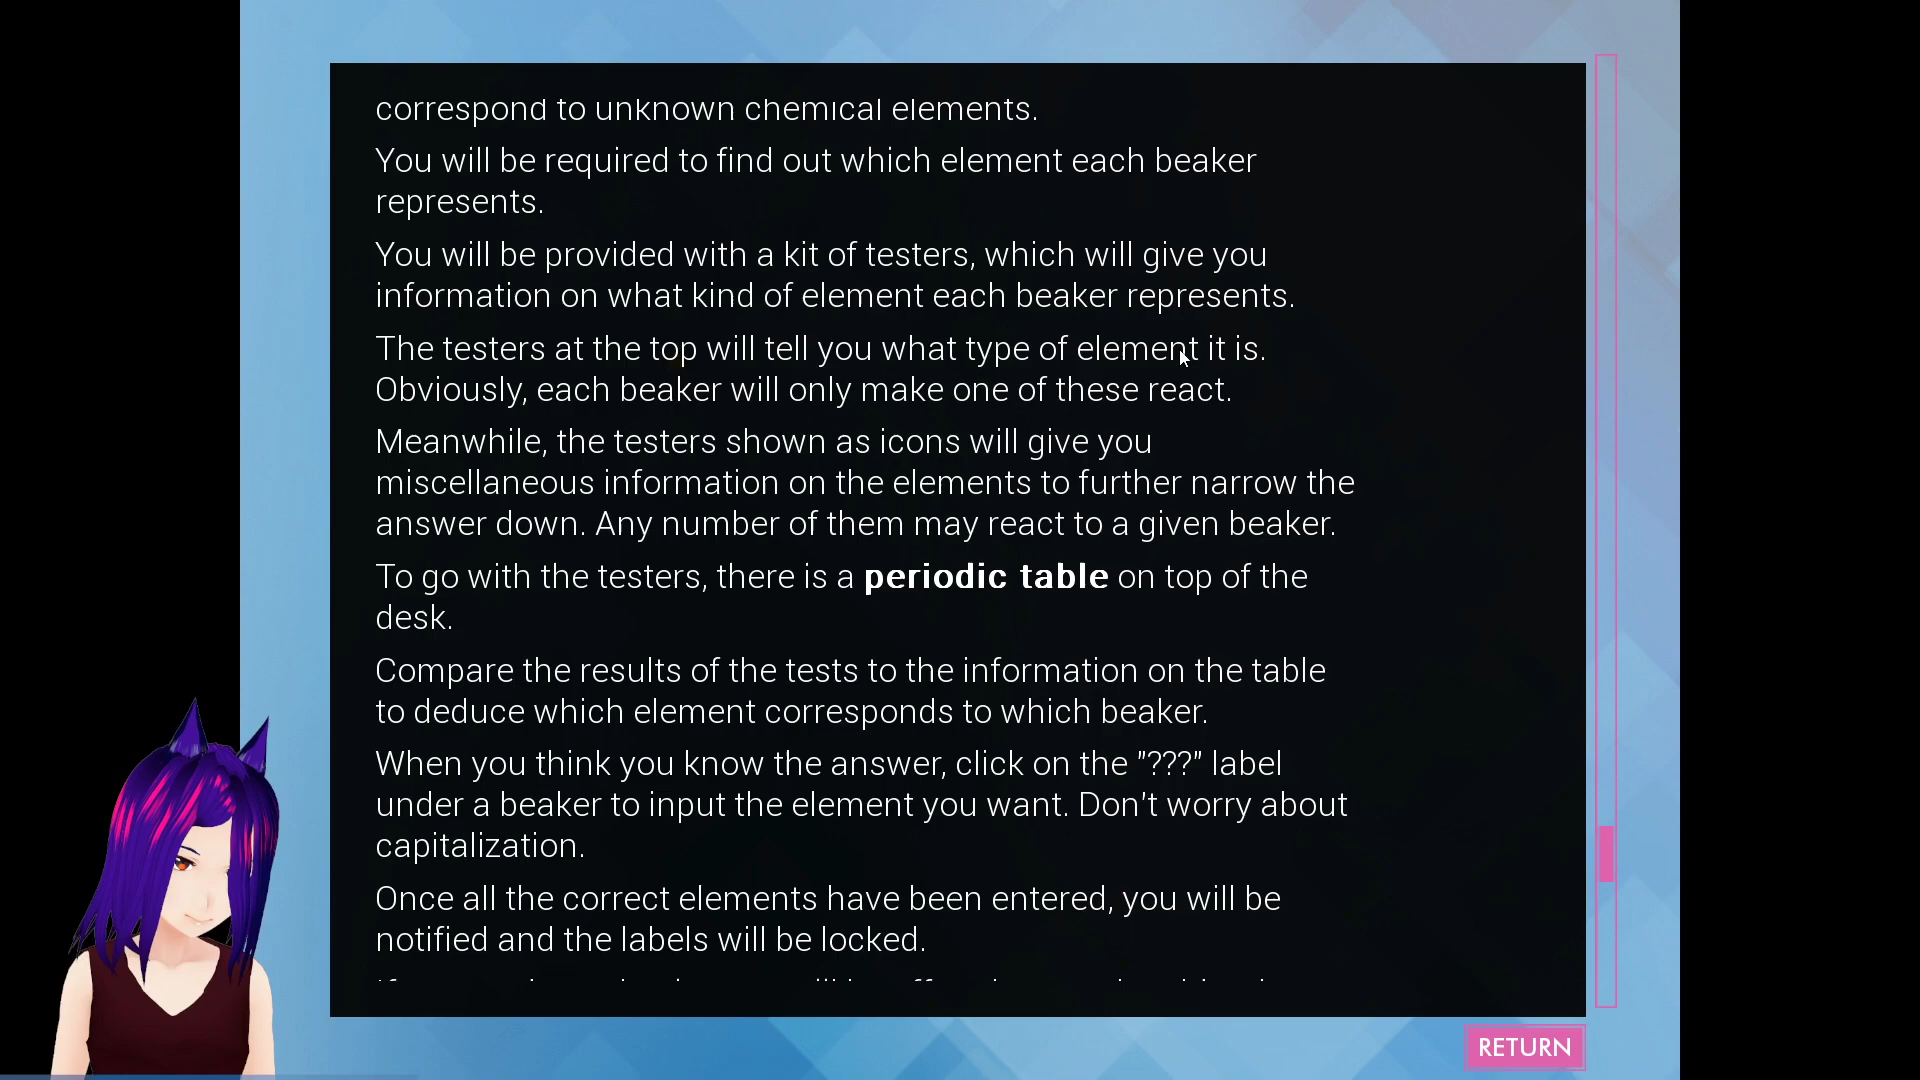 correspond to unknown chemical elements.
You will be required to find out which element each beaker
represents.
You will be provided with a kit of testers, which will give you
information on what kind of element each beaker represents.
The testers at the top will tell you what type of element it is.
Obviously, each beaker will only make one of these react.
Meanwhile, the testers shown as icons will give you
miscellaneous information on the elements to further narrow the
answer down. Any number of them may react to a given beaker.
To go with the testers, there is a periodic table on top of the
desk.
Compare the results of the tests to the information on the table
to deduce which element corresponds to which beaker.
When you think you know the answer, click on the "???" label
under a beaker to input the element you want. Don't worry about
capitalization.
Once all the correct elements have been entered, you will be
notified and the labels will be locked.
RETURN